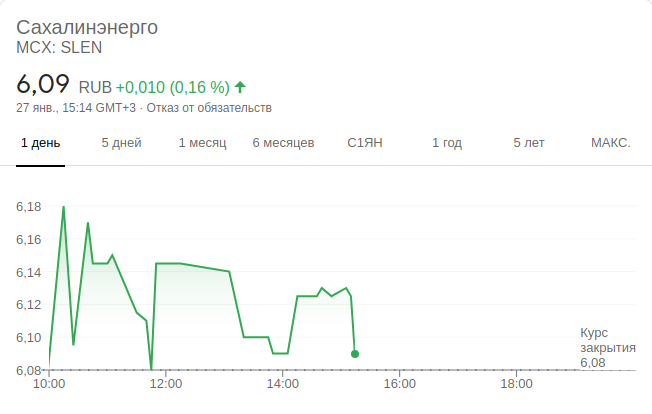 Сахалинэнерго
MCX: SLEN
6,09 RUB +0,010 (0,16 %)
27 янв., 15:14 GMT+3 · Отказ от обязательств
1 день 5 дней 1 месяц 6 месяцев С1ЯН 1 год 5 лет МАКС.
6,18
6,16
6,14
6,12
6,10
6,08
Курс
закрытия
6,08
10:00 12:00 14:00 16:00 18:00